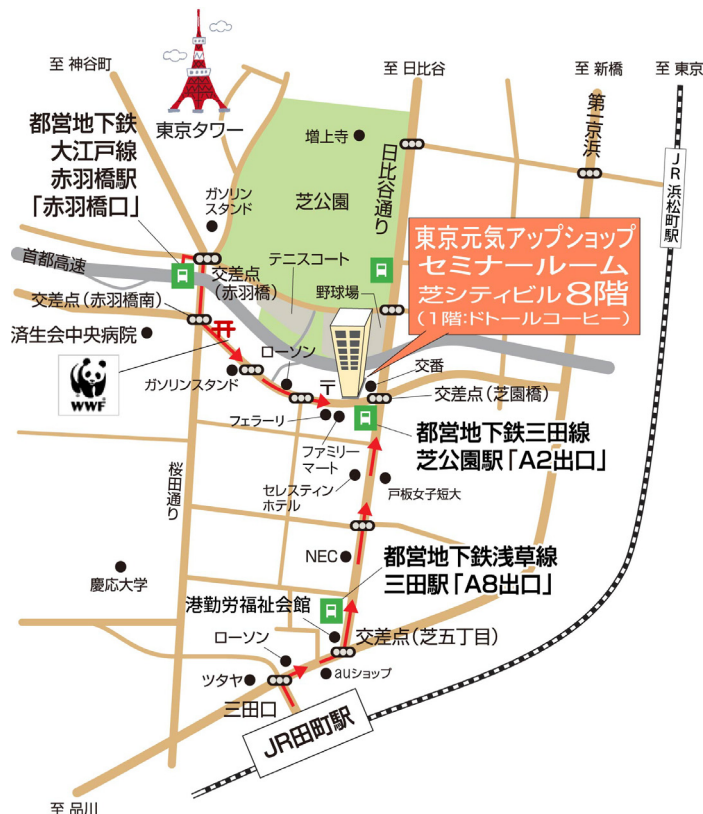 至 神谷町
東京タワー
至 日比谷
至 新橋
至 東京
都営地下鉄
大江戸線
赤羽橋駅
「赤羽橋口」
ガソリン
スタンド
増上寺
芝公園
日比谷通り
第一京浜
JR浜松町駅
首都高速
交差点
(赤羽橋)
テニスコート
野球場
東京元気アップショップ
セミナールーム
芝シティビル8階
(1階:ドトールコーヒー)
交差点(赤羽橋南)
済生会中央病院
WWF
ガソリンスタンド
ローソン
〒
交番
交差点(芝園橋)
フェラーリ
ファミリー
マート
都営地下鉄三田線
芝公園駅「A2出口」
桜田通り
セレスティン
ホテル
戸板女子短大
NEC
都営地下鉄浅草線
三田駅「A8出口」
慶応大学
港勤労福祉会館
交差点(芝五丁目)
ローソン
auショップ
ツタヤ
三田口
JR田町駅
至 品川